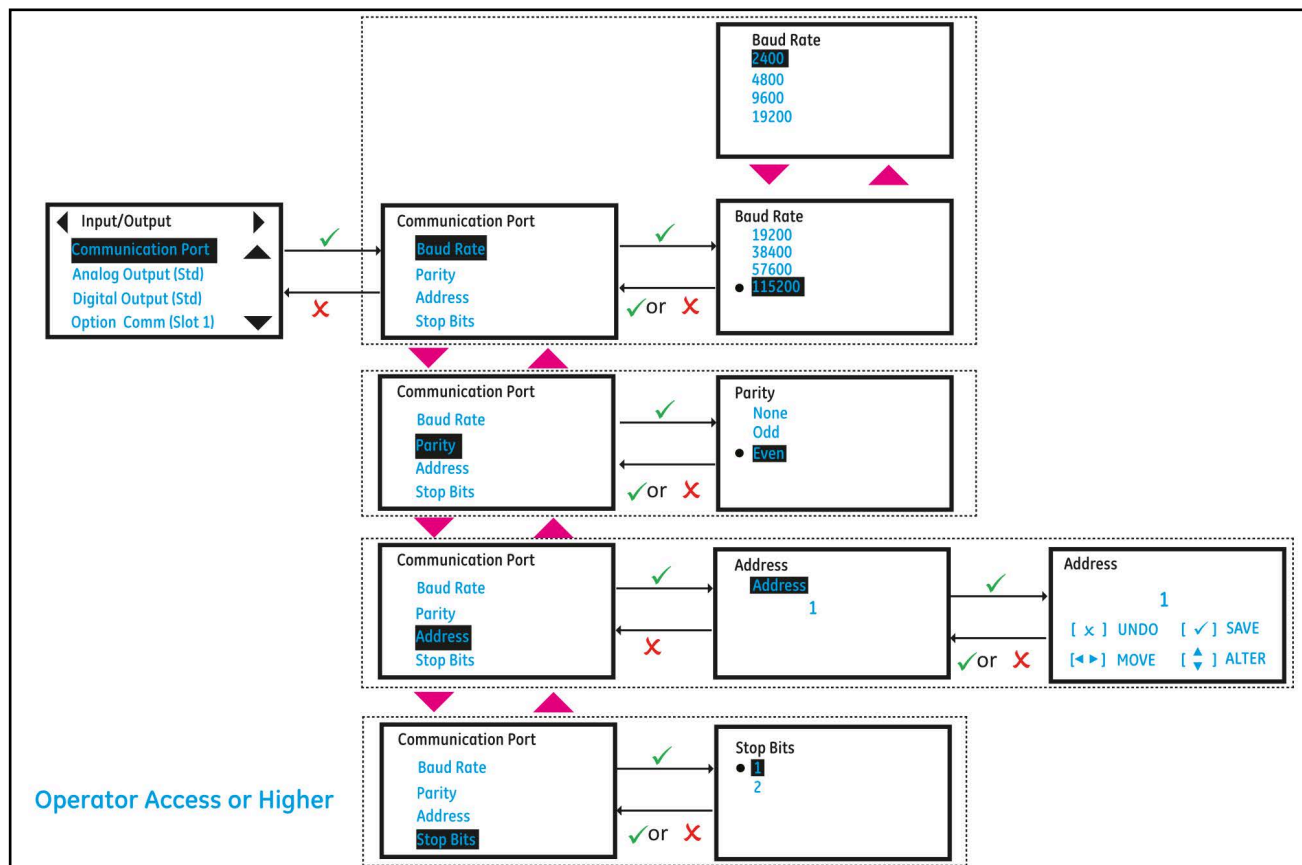 Baud Rate
2400
4800
9600
19200
Input/Output
Communication Port
Analog Output (Std)
Digital Output (Std)
Option Comm (Slot 1)
Communication Port
Baud Rate
Parity
Address
Stop Bits
or
Baud Rate
19200
38400
57600
115200
Communication Port
Baud Rate
Parity
Address
Stop Bits
or
Parity
None
Odd
Even
Communication Port
Baud Rate
Parity
Address
Stop Bits
Address
Address
1
or
Address
1
[ x ] UNDO [ ✓ ] SAVE
[◄ ►] MOVE [ ▲▼ ] ALTER
Communication Port
Baud Rate
Parity
Address
Stop Bits
or
Stop Bits
1
2
Operator Access or Higher